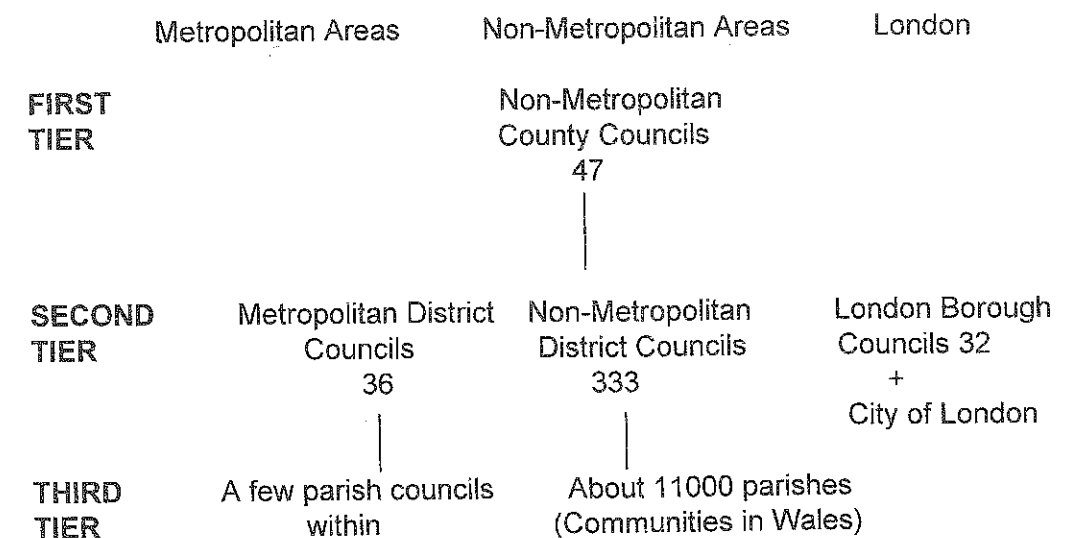 Metropolitan Areas Non-Metropolitan Areas London
FIRST
TIER
Non-Metropolitan
County Councils
47
SECOND
TIER
Metropolitan District
Councils
36
Non-Metropolitan
District Councils
333
London Borough
Councils 32
+
City of London
THIRD
TIER
A few parish councils
within
About 11000 parishes
(Communities in Wales)